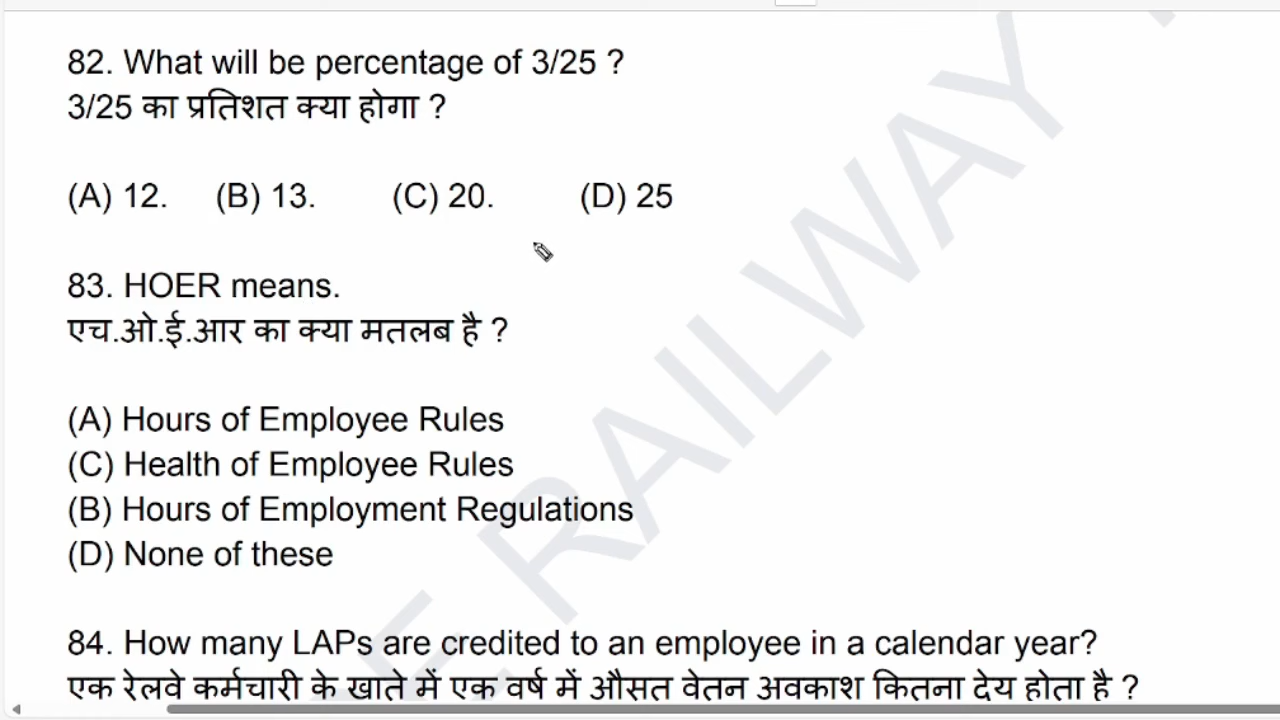 82. What will be percentage of 3/25 ?
3/25 का प्रतिशत क्या होगा ?
(A) 12. (B) 13. (C) 20. (D) 25
83. HOER means.
एच.ओ.ई.आर का क्या मतलब है ?
(A) Hours of Employee Rules
(C) Health of Employee Rules
(B) Hours of Employment Regulations
(D) None of these
84. How many LAPs are credited to an employee in a calendar year?
एक रेलवे कर्मचारी के खाते में एक वर्ष में औसत वेतन अवकाश कितना देय होता है ?
RAILWAY